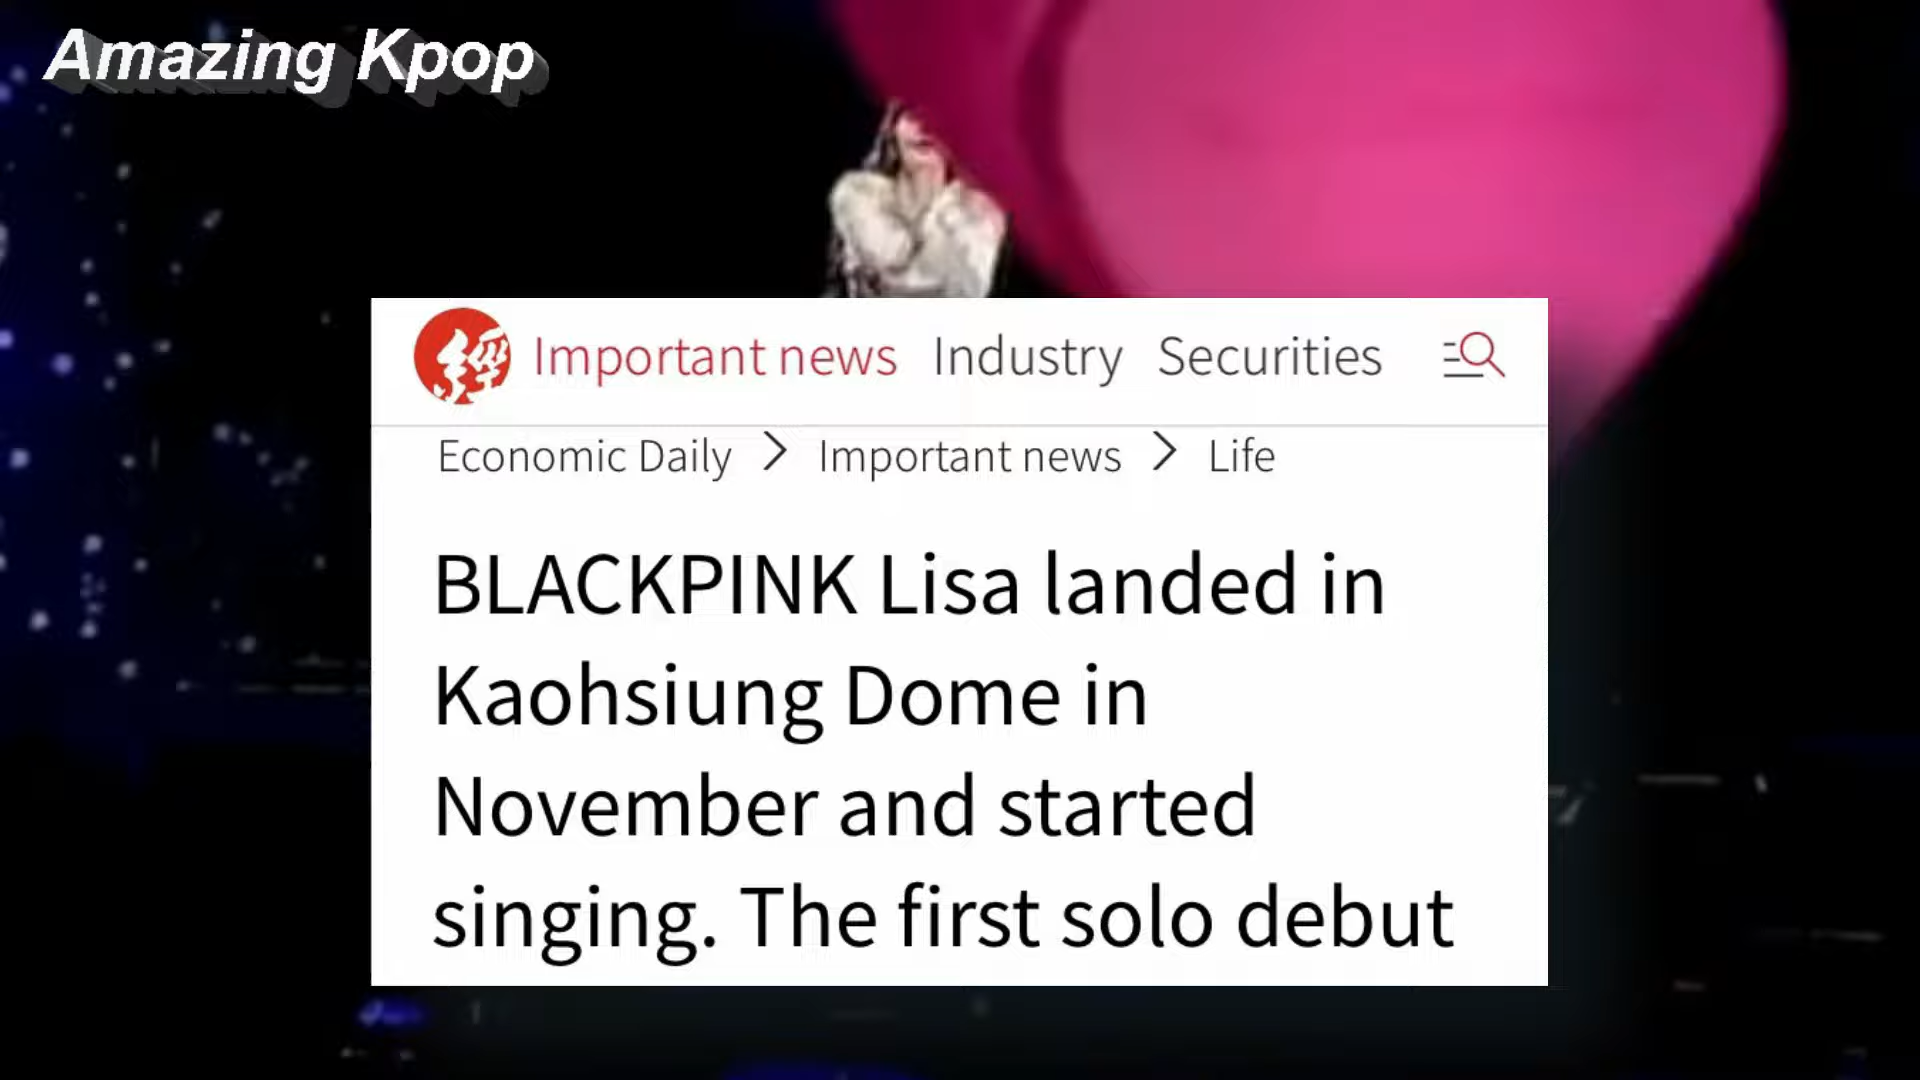 Amazing Kpop
經 Important news Industry Securities
Economic Daily > Important news > Life
BLACKPINK Lisa landed in
Kaohsiung Dome in
November and started
singing. The first solo debut